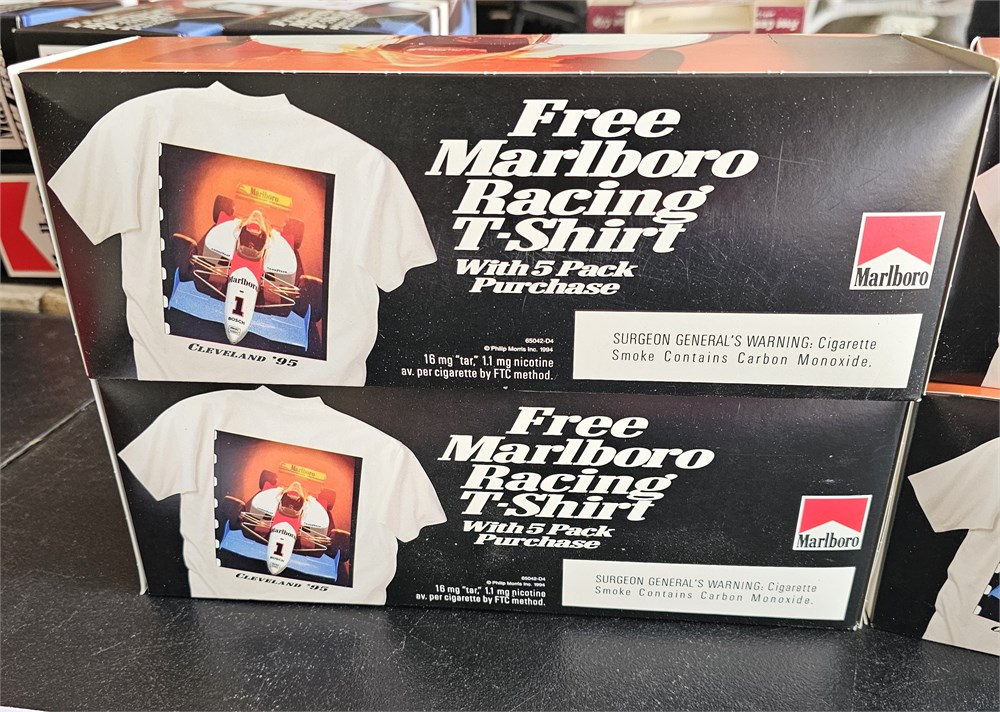 Free
Marlboro
Racing
T-Shirt
With 5 Pack
Purchase
Marlboro
Marlboro
Marlboro
1
BOSCH
CLEVELAND '95
65042-D4
© Philip Morris Inc. 1994
16 mg "tar," 1.1 mg nicotine
av. per cigarette by FTC method.
SURGEON GENERAL'S WARNING: Cigarette
Smoke Contains Carbon Monoxide.
Free
Marlboro
Racing
T-Shirt
With 5 Pack
Purchase
Marlboro
Marlboro
Marlboro
1
BOSCH
CLEVELAND '95
65042-D4
© Philip Morris Inc. 1994
16 mg "tar," 1.1 mg nicotine
av. per cigarette by FTC method.
SURGEON GENERAL'S WARNING: Cigarette
Smoke Contains Carbon Monoxide.